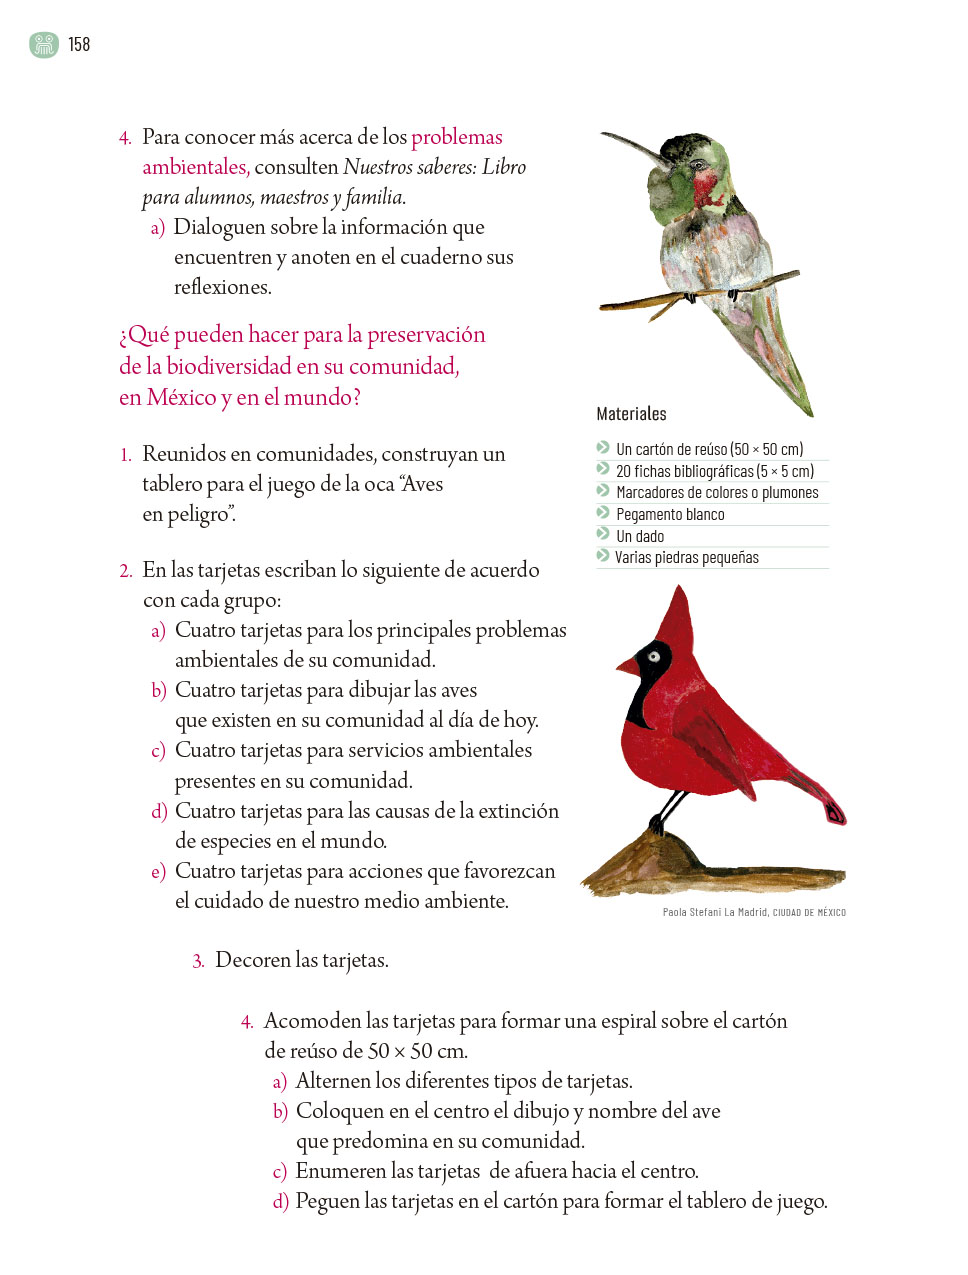 158
4. Para conocer más acerca de los problemas
ambientales, consulten Nuestros saberes: Libro
para alumnos, maestros y familia.
a) Dialoguen sobre la información que
encuentren y anoten en el cuaderno sus
reflexiones.
¿Qué pueden hacer para la preservación
de la biodiversidad en su comunidad,
en México y en el mundo?
1. Reunidos en comunidades, construyan un
tablero para el juego de la oca “Aves
en peligro”.
2. En las tarjetas escriban lo siguiente de acuerdo
con cada grupo:
a) Cuatro tarjetas para los principales problemas
ambientales de su comunidad.
b) Cuatro tarjetas para dibujar las aves
que existen en su comunidad al día de hoy.
c) Cuatro tarjetas para servicios ambientales
presentes en su comunidad.
d) Cuatro tarjetas para las causas de la extinción
de especies en el mundo.
e) Cuatro tarjetas para acciones que favorezcan
el cuidado de nuestro medio ambiente.
Materiales
Un cartón de reúso (50 × 50 cm)
20 fichas bibliográficas (5 × 5 cm)
Marcadores de colores o plumones
Pegamento blanco
Un dado
Varias piedras pequeñas
Paola Stefani La Madrid, CIUDAD DE MÉXICO
3. Decoren las tarjetas.
4. Acomoden las tarjetas para formar una espiral sobre el cartón
de reúso de 50 × 50 cm.
a) Alternen los diferentes tipos de tarjetas.
b) Coloquen en el centro el dibujo y nombre del ave
que predomina en su comunidad.
c) Enumeren las tarjetas de afuera hacia el centro.
d) Peguen las tarjetas en el cartón para formar el tablero de juego.